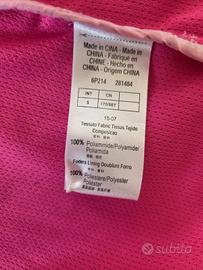 Made in CINA - Made in
CHINA - Fabriqué en
CHINE - Hecho en
CHINA - Origem CHINA
6P214 281484
INT CN
S 170/88Y
15-07
Tessuto Fabric Tissus Tejido
Composicao
100% Poliammide/Polyamide/
Poliamida
Fodera Lining Doublure Forro
100% Poliestere/Polyester/
Poliéster
subito